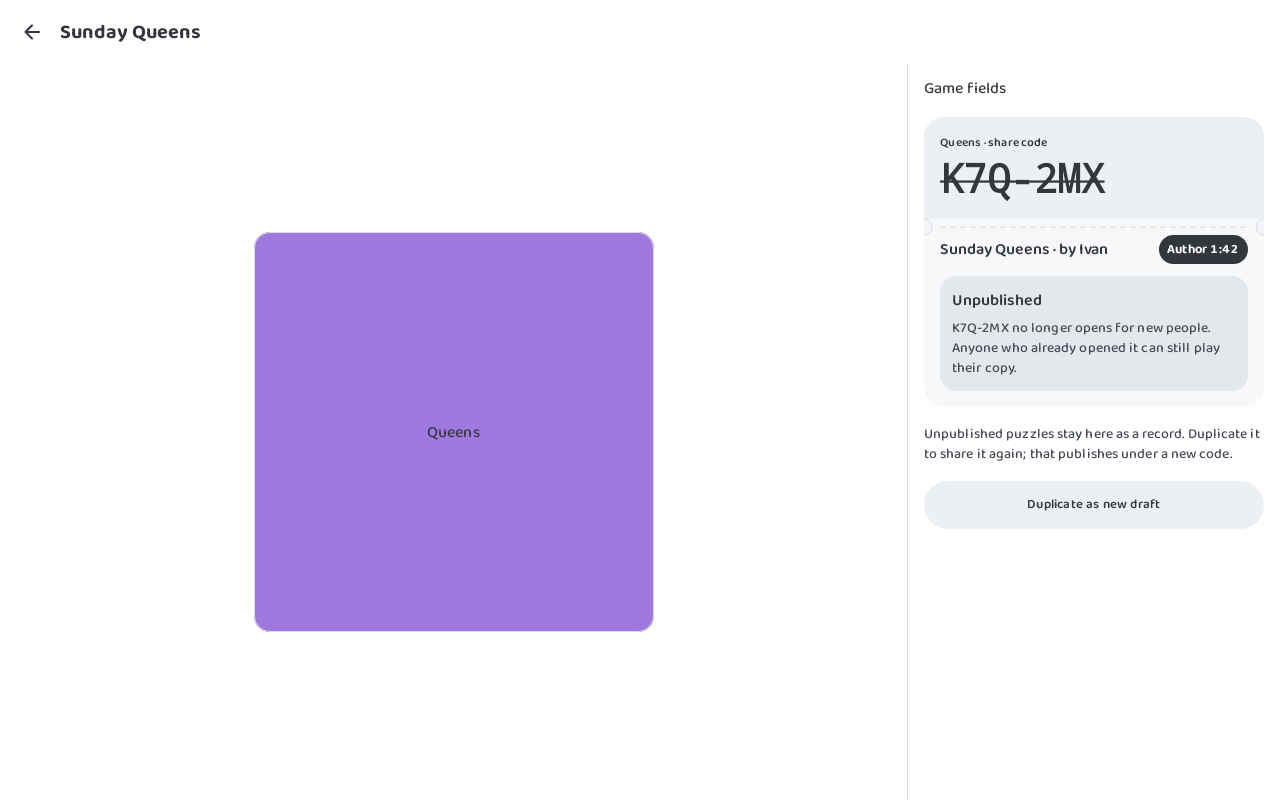 Sunday Queens
Game fields
Queens · share code
K7Q-2MX
Sunday Queens · by Ivan
Author 1:42
Unpublished
K7Q-2MX no longer opens for new people.
Anyone who already opened it can still play
their copy.
Queens
Unpublished puzzles stay here as a record. Duplicate it
to share it again; that publishes under a new code.
Duplicate as new draft